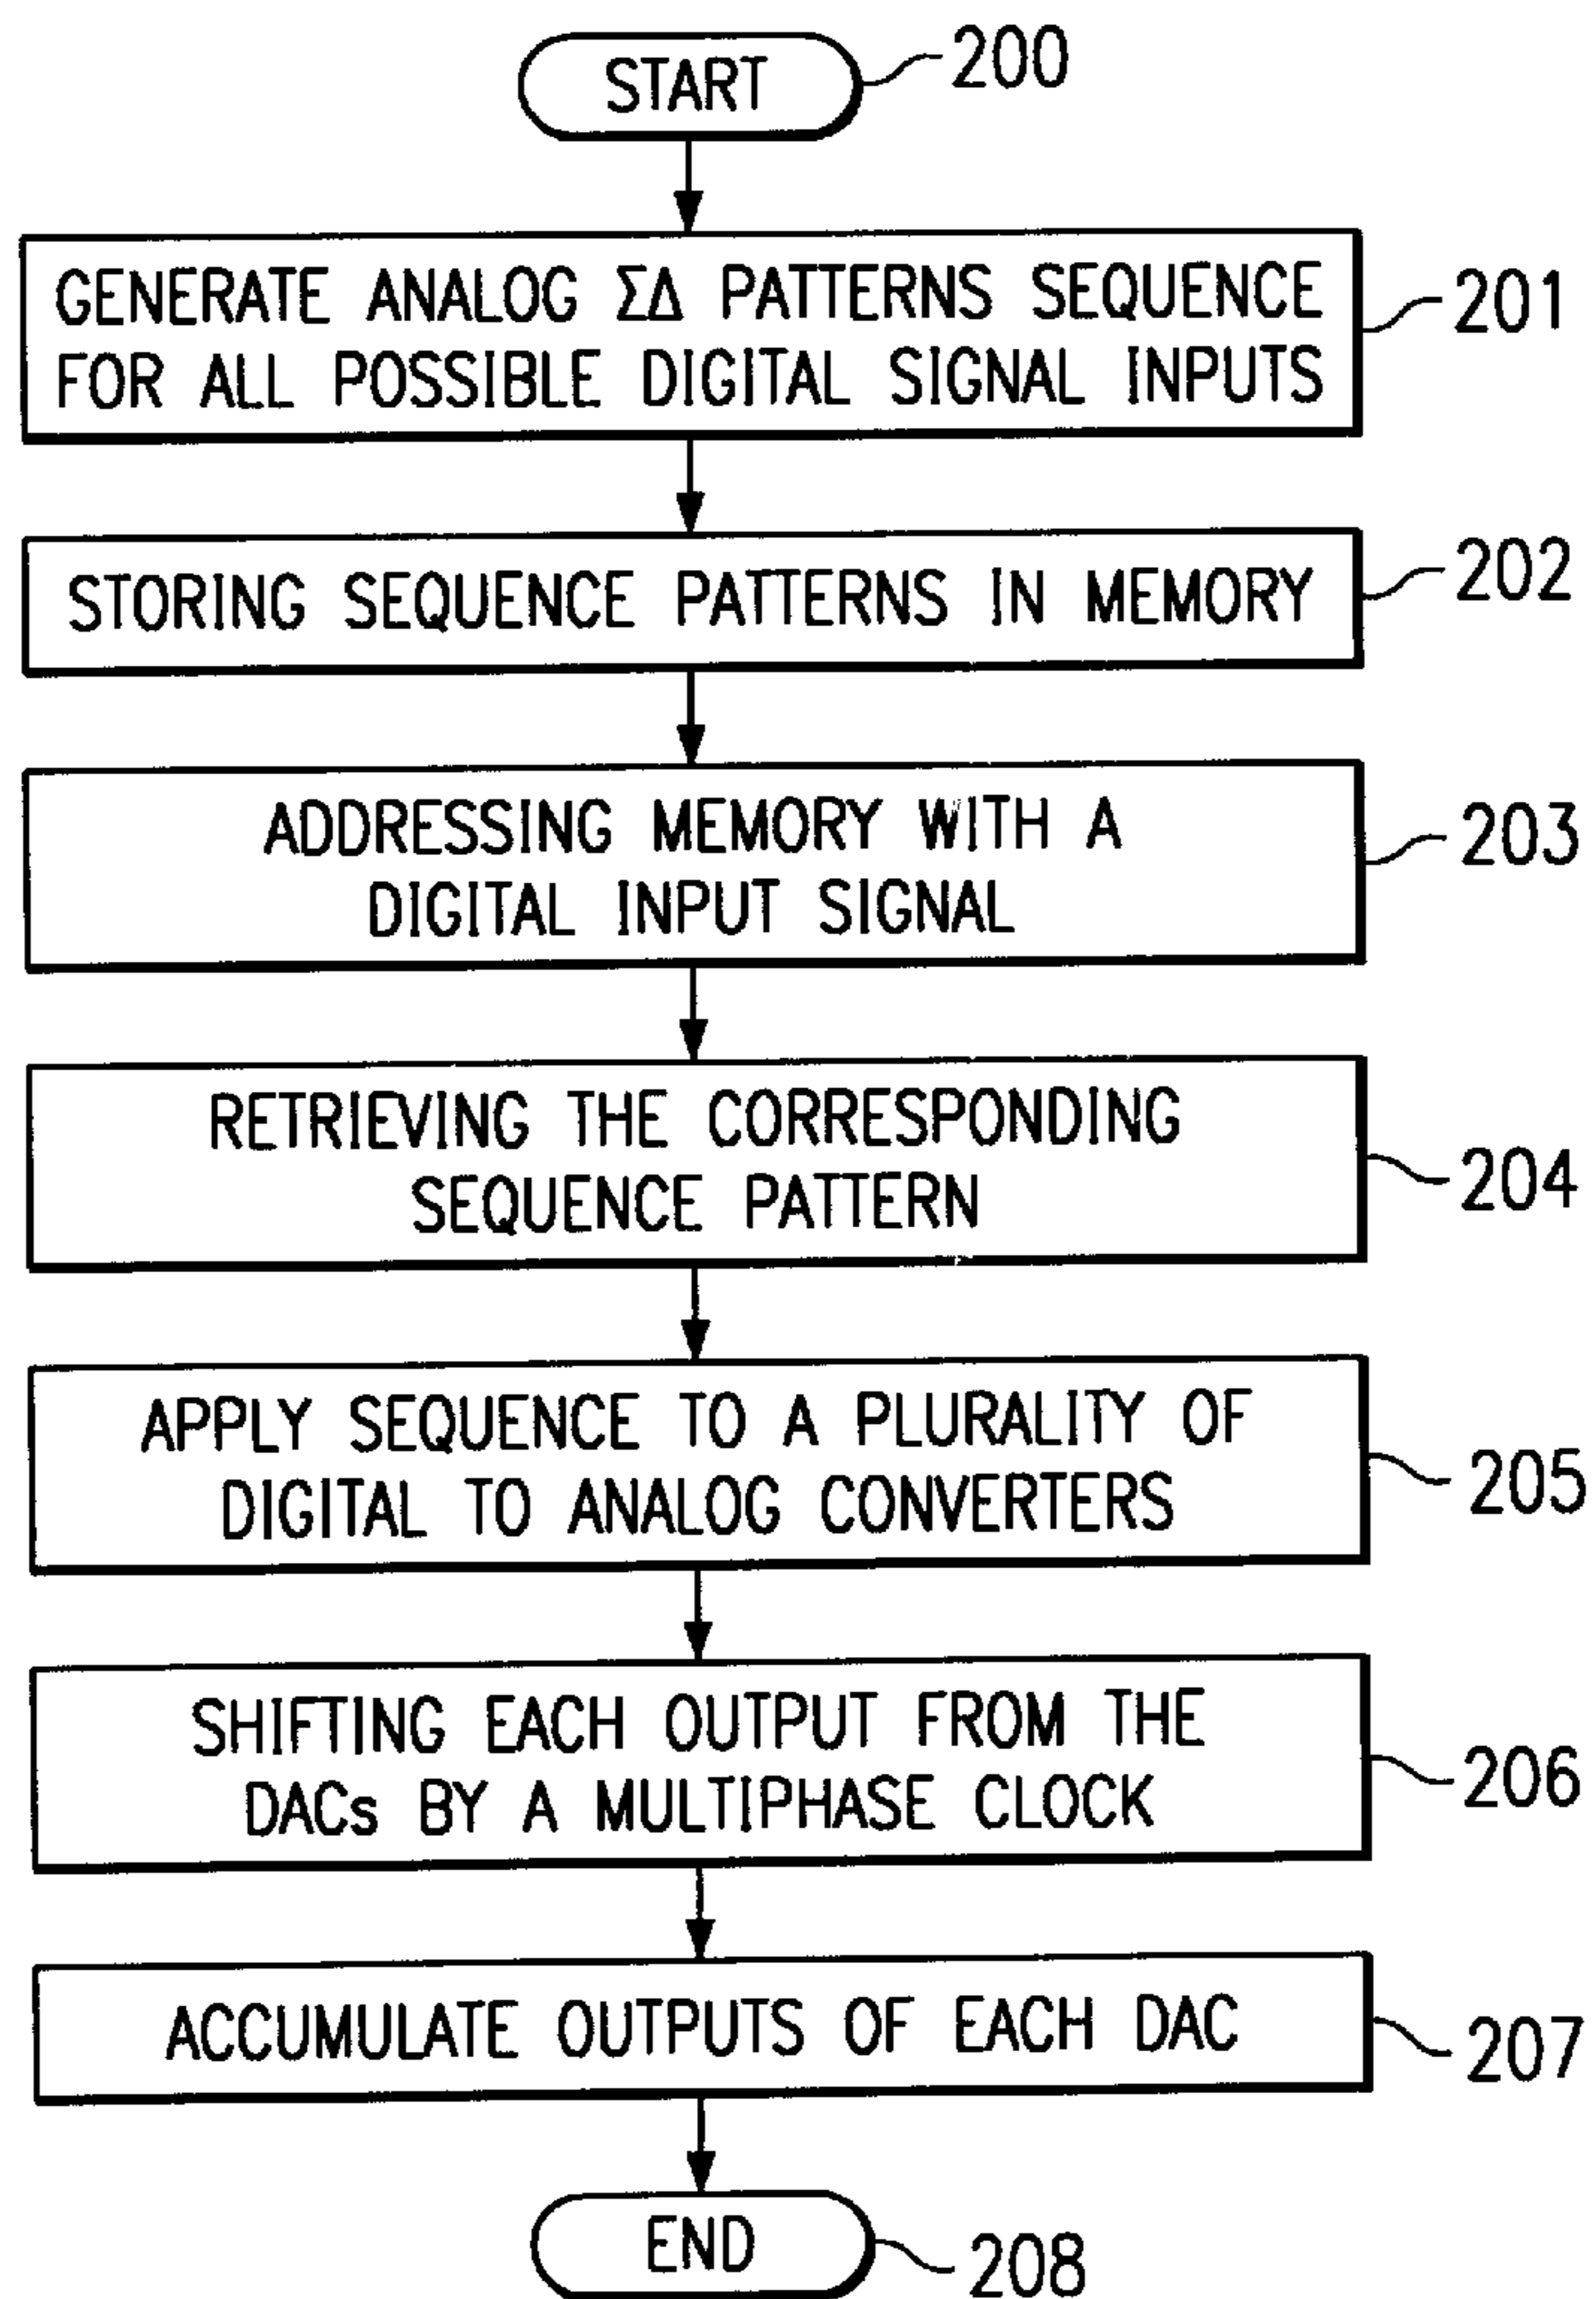 START
200
GENERATE ANALOG ΣΔ PATTERNS SEQUENCE
FOR ALL POSSIBLE DIGITAL SIGNAL INPUTS
201
STORING SEQUENCE PATTERNS IN MEMORY
202
ADDRESSING MEMORY WITH A
DIGITAL INPUT SIGNAL
203
RETRIEVING THE CORRESPONDING
SEQUENCE PATTERN
204
APPLY SEQUENCE TO A PLURALITY OF
DIGITAL TO ANALOG CONVERTERS
205
SHIFTING EACH OUTPUT FROM THE
DACs BY A MULTIPHASE CLOCK
206
ACCUMULATE OUTPUTS OF EACH DAC
207
END
208